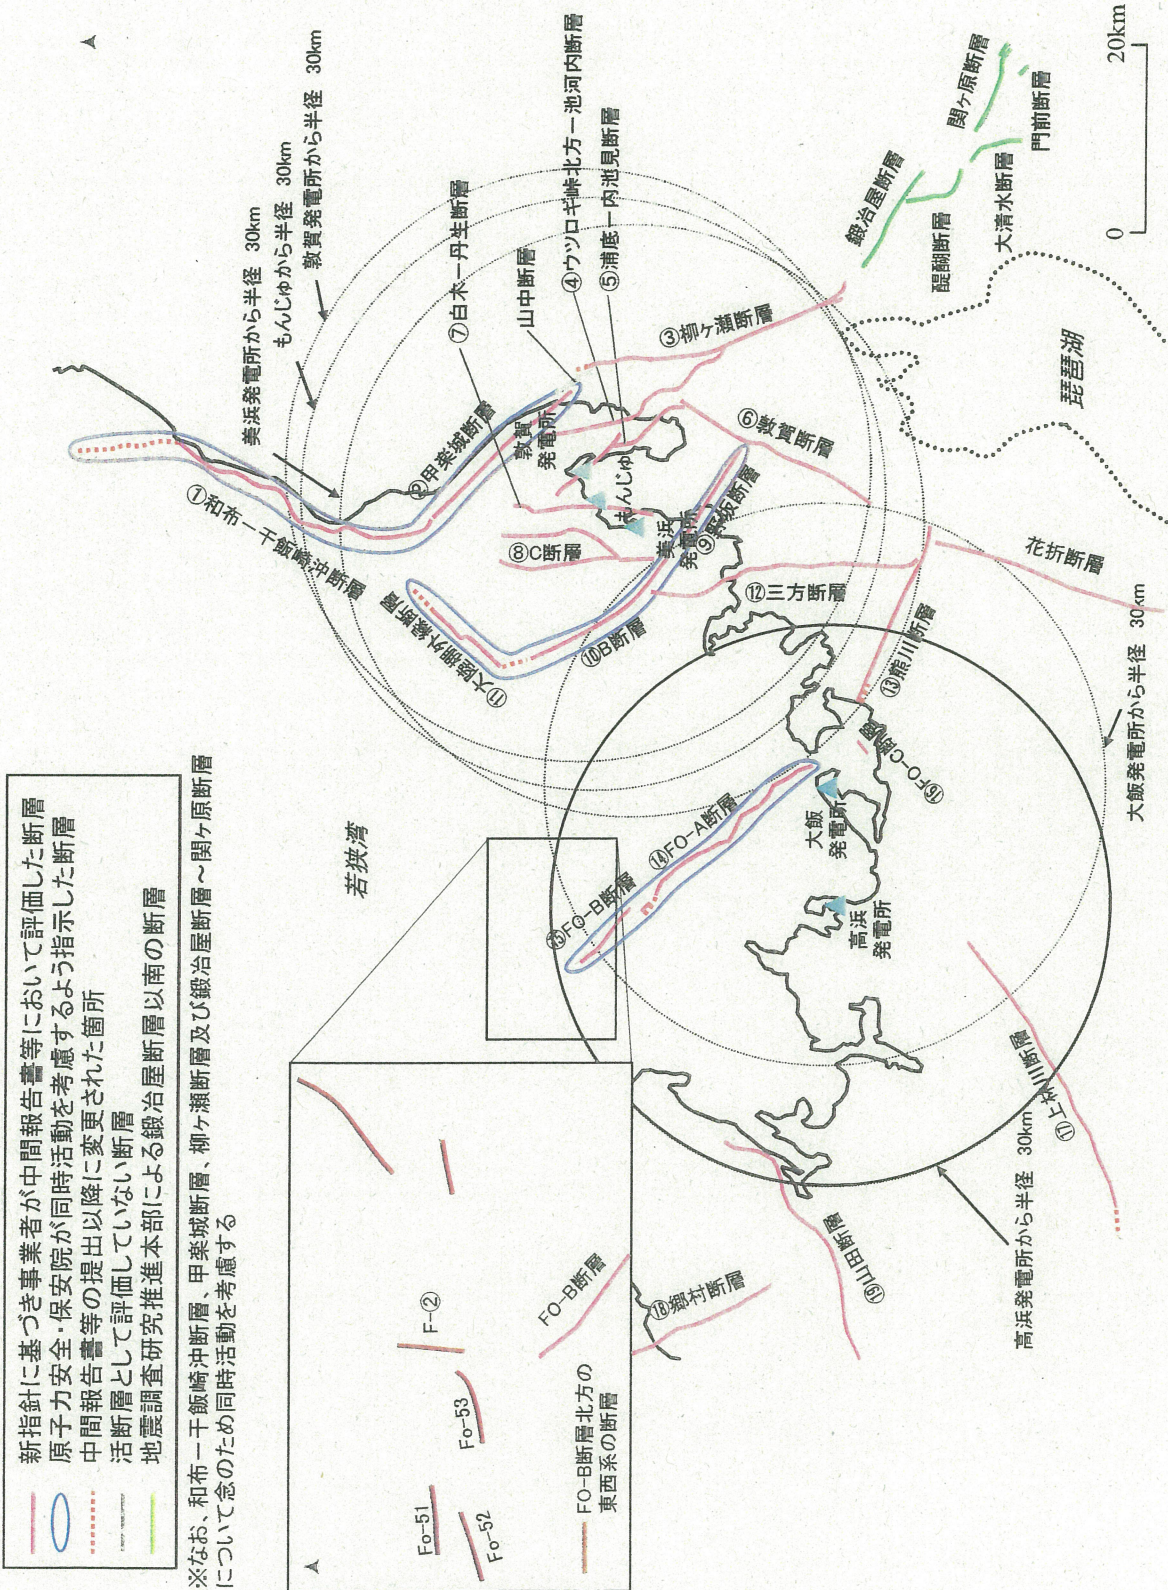 新指針に基づき事業者が中間報告書等において評価した断層
原子力安全・保安院が同時活動を考慮するよう指示した断層
中間報告書等の提出以降に変更された箇所
活断層として評価していない断層
地震調査研究推進本部による鍛冶屋断層以南の断層
※なお、和布－干飯崎沖断層、甲楽城断層、柳ヶ瀬断層及び鍛冶屋断層～関ケ原断層
について念のため同時活動を考慮する
若狭湾
美浜発電所から半径 30km
もんじゅから半径 30km
敦賀発電所から半径 30km
①和布－干飯崎沖断層
②甲楽城断層
⑦白木－丹生断層
山中断層
④ウツロギ峠北方－池河内断層
⑤浦底－内池見断層
③柳ヶ瀬断層
⑥敦賀断層
敦賀
発電所
もんじゅ
美浜
発電所
⑧C断層
⑨野坂断層
⑩B断層
⑪大陸棚外縁断層
⑫三方断層
⑬熊川断層
花折断層
鍛冶屋断層
関ケ原断層
醍醐断層
大清水断層
門前断層
琵琶湖
0
20km
⑭FO-A断層
⑮FO-B断層
⑯FO-C断層
大飯
発電所
高浜
発電所
大飯発電所から半径 30km
高浜発電所から半径 30km
⑰上林川断層
⑱郷村断層
⑲山田断層
Fo-51
Fo-52
Fo-53
F-②
FO-B断層
FO-B断層北方の
東西系の断層